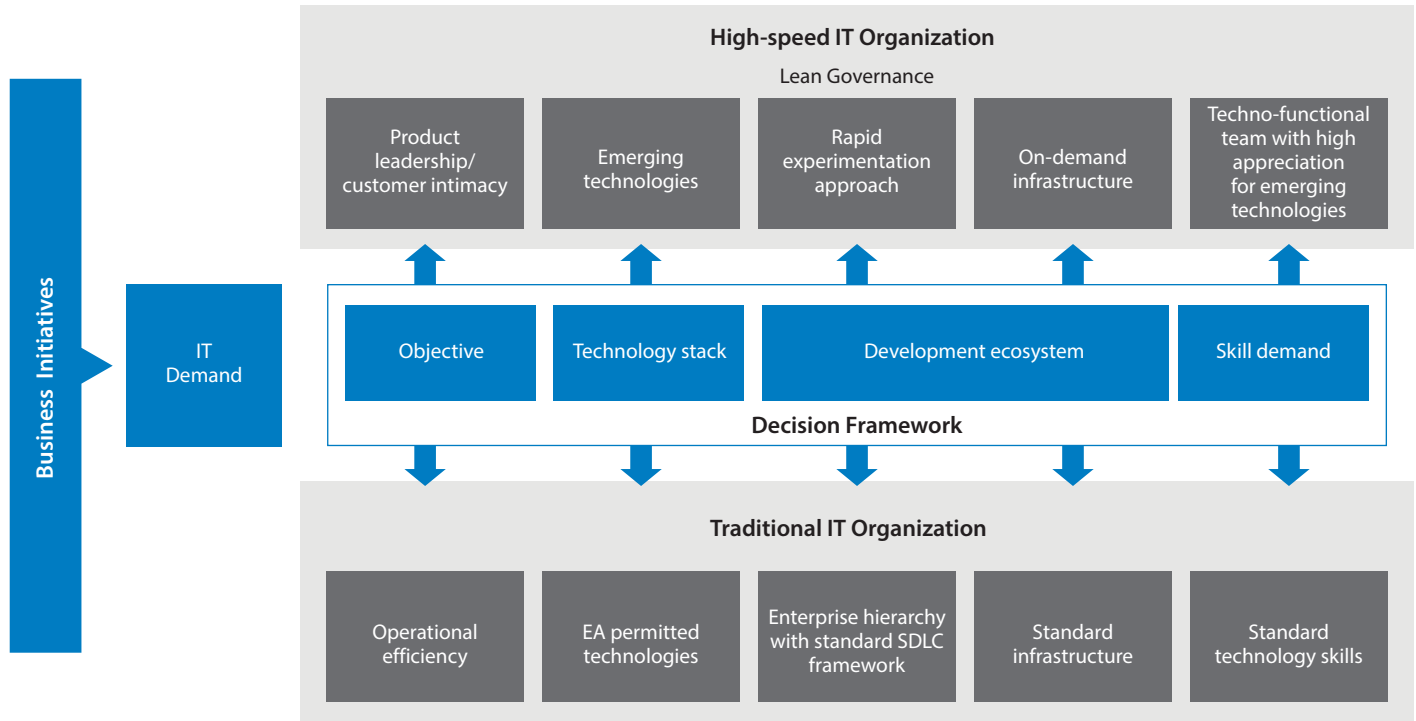 High-speed IT Organization
Lean Governance
Product
leadership/
customer intimacy
Emerging
technologies
Rapid
experimentation
approach
On-demand
infrastructure
Techno-functional
team with high
appreciation
for emerging
technologies
Business Initiatives
IT
Demand
Objective
Technology stack
Development ecosystem
Skill demand
Decision Framework
Traditional IT Organization
Operational
efficiency
EA permitted
technologies
Enterprise hierarchy
with standard SDLC
framework
Standard
infrastructure
Standard
technology skills